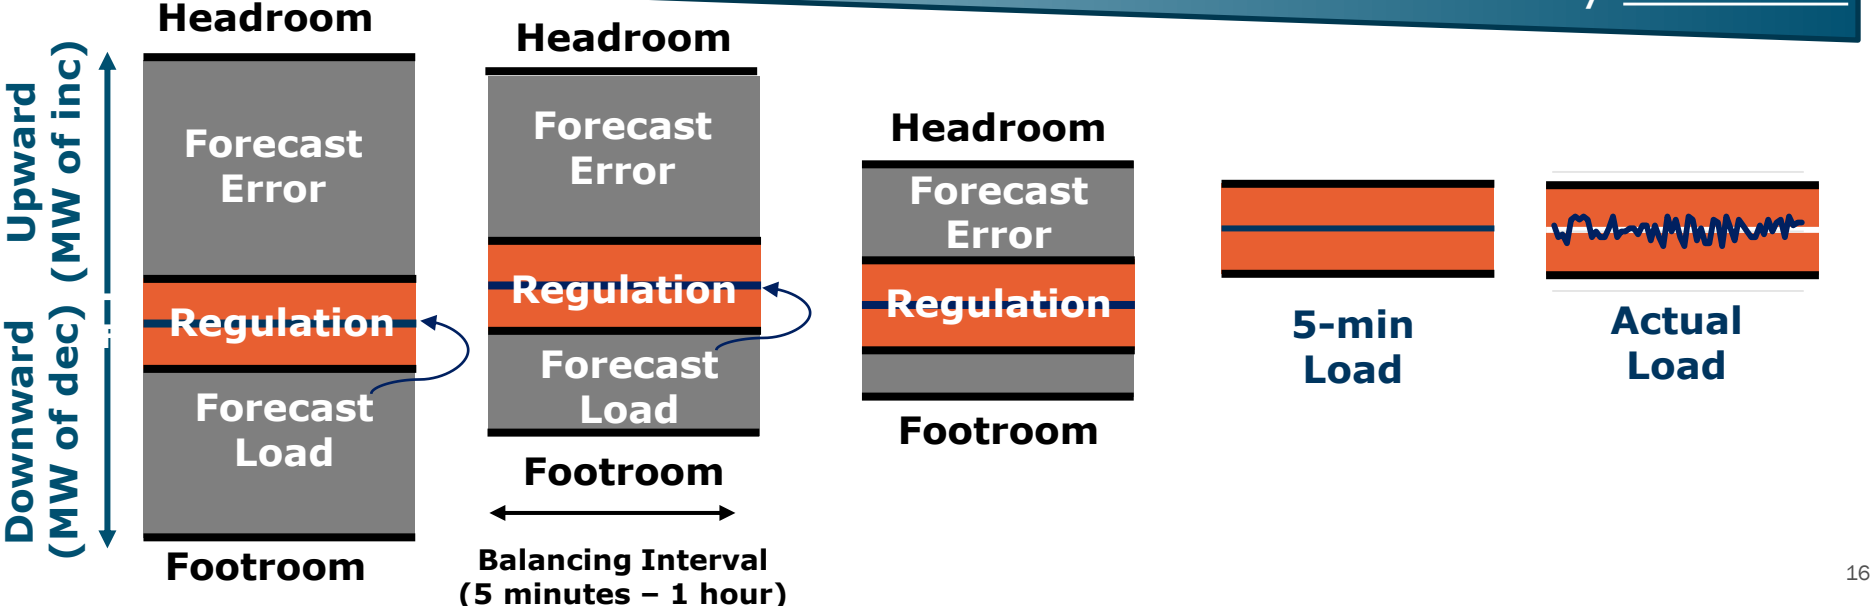 Upward
(MW of inc)
Downward
(MW of dec)
Headroom
Forecast
Error
Regulation
Forecast
Load
Footroom
Headroom
Forecast
Error
Regulation
Forecast
Load
Footroom
Balancing Interval
(5 minutes – 1 hour)
Headroom
Forecast
Error
Regulation
Footroom
5-min
Load
Actual
Load
16